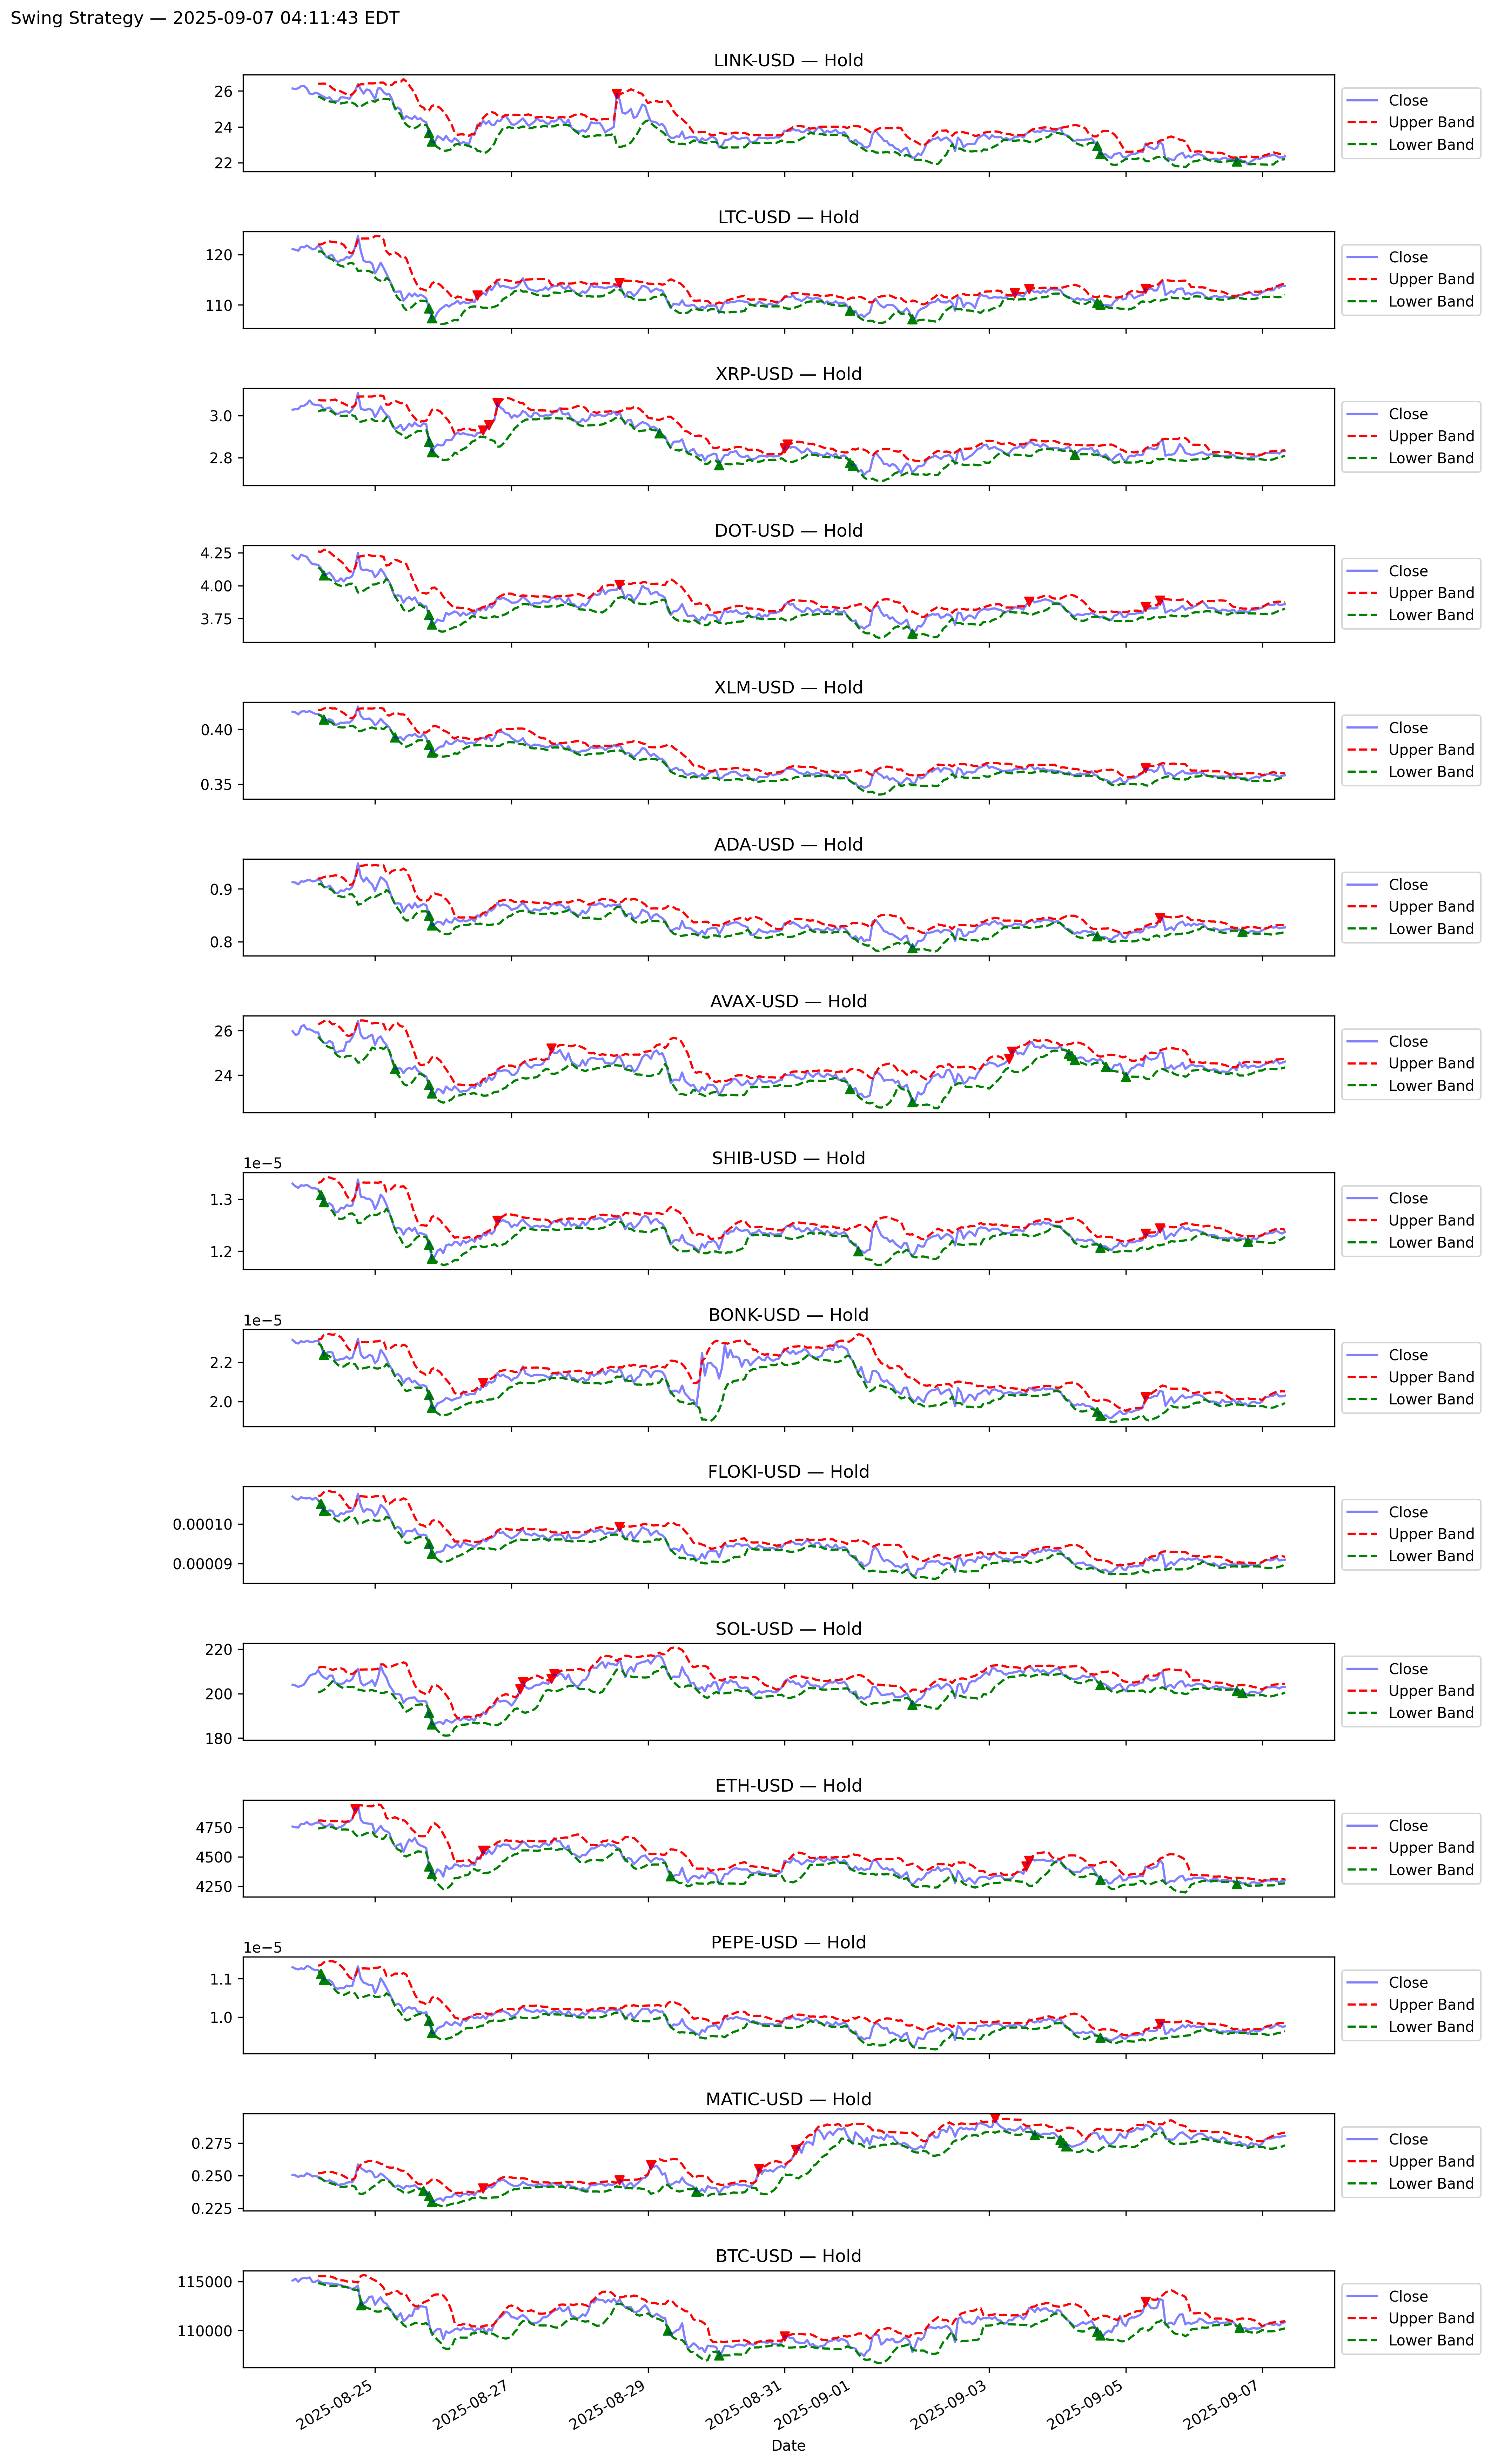 Swing Strategy — 2025-09-07 04:11:43 EDT
LINK-USD — Hold
26
24
22
Close
Upper Band
Lower Band
LTC-USD — Hold
120
110
Close
Upper Band
Lower Band
XRP-USD — Hold
3.0
2.8
Close
Upper Band
Lower Band
DOT-USD — Hold
4.25
4.00
3.75
Close
Upper Band
Lower Band
XLM-USD — Hold
0.40
0.35
Close
Upper Band
Lower Band
ADA-USD — Hold
0.9
0.8
Close
Upper Band
Lower Band
AVAX-USD — Hold
26
24
Close
Upper Band
Lower Band
SHIB-USD — Hold
1e−5
1.3
1.2
Close
Upper Band
Lower Band
BONK-USD — Hold
1e−5
2.2
2.0
Close
Upper Band
Lower Band
FLOKI-USD — Hold
0.00010
0.00009
Close
Upper Band
Lower Band
SOL-USD — Hold
220
200
180
Close
Upper Band
Lower Band
ETH-USD — Hold
4750
4500
4250
Close
Upper Band
Lower Band
PEPE-USD — Hold
1e−5
1.1
1.0
Close
Upper Band
Lower Band
MATIC-USD — Hold
0.275
0.250
0.225
Close
Upper Band
Lower Band
BTC-USD — Hold
115000
110000
Close
Upper Band
Lower Band
2025-08-25
2025-08-27
2025-08-29
2025-08-31
2025-09-01
2025-09-03
2025-09-05
2025-09-07
Date